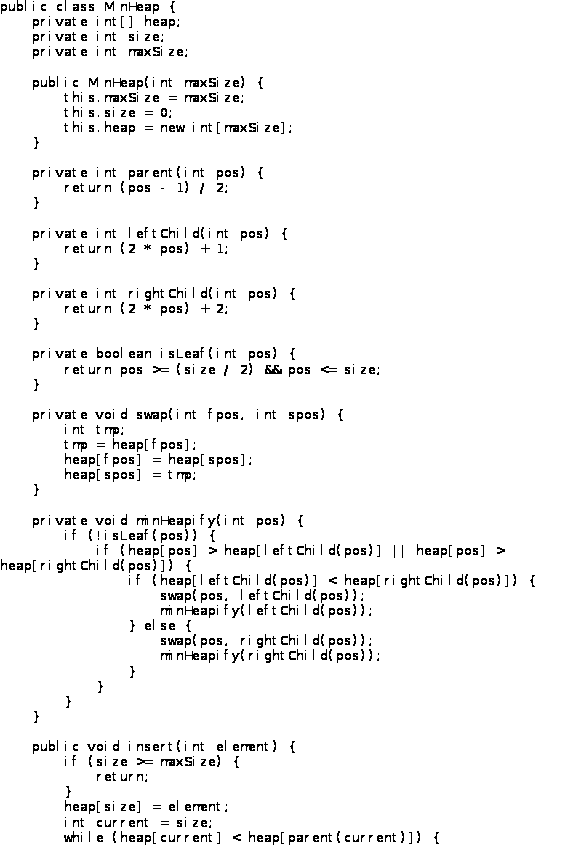 public class MinHeap {
    private int[] heap;
    private int size;
    private int maxSize;

    public MinHeap(int maxSize) {
        this.maxSize = maxSize;
        this.size = 0;
        this.heap = new int[maxSize];
    }

    private int parent(int pos) {
        return (pos - 1) / 2;
    }

    private int leftChild(int pos) {
        return (2 * pos) + 1;
    }

    private int rightChild(int pos) {
        return (2 * pos) + 2;
    }

    private boolean isLeaf(int pos) {
        return pos >= (size / 2) && pos <= size;
    }

    private void swap(int fpos, int spos) {
        int tmp;
        tmp = heap[fpos];
        heap[fpos] = heap[spos];
        heap[spos] = tmp;
    }

    private void minHeapify(int pos) {
        if (!isLeaf(pos)) {
            if (heap[pos] > heap[leftChild(pos)] || heap[pos] >
heap[rightChild(pos)]) {
                if (heap[leftChild(pos)] < heap[rightChild(pos)]) {
                    swap(pos, leftChild(pos));
                    minHeapify(leftChild(pos));
                } else {
                    swap(pos, rightChild(pos));
                    minHeapify(rightChild(pos));
                }
            }
        }
    }

    public void insert(int element) {
        if (size >= maxSize) {
            return;
        }
        heap[size] = element;
        int current = size;
        while (heap[current] < heap[parent(current)]) {